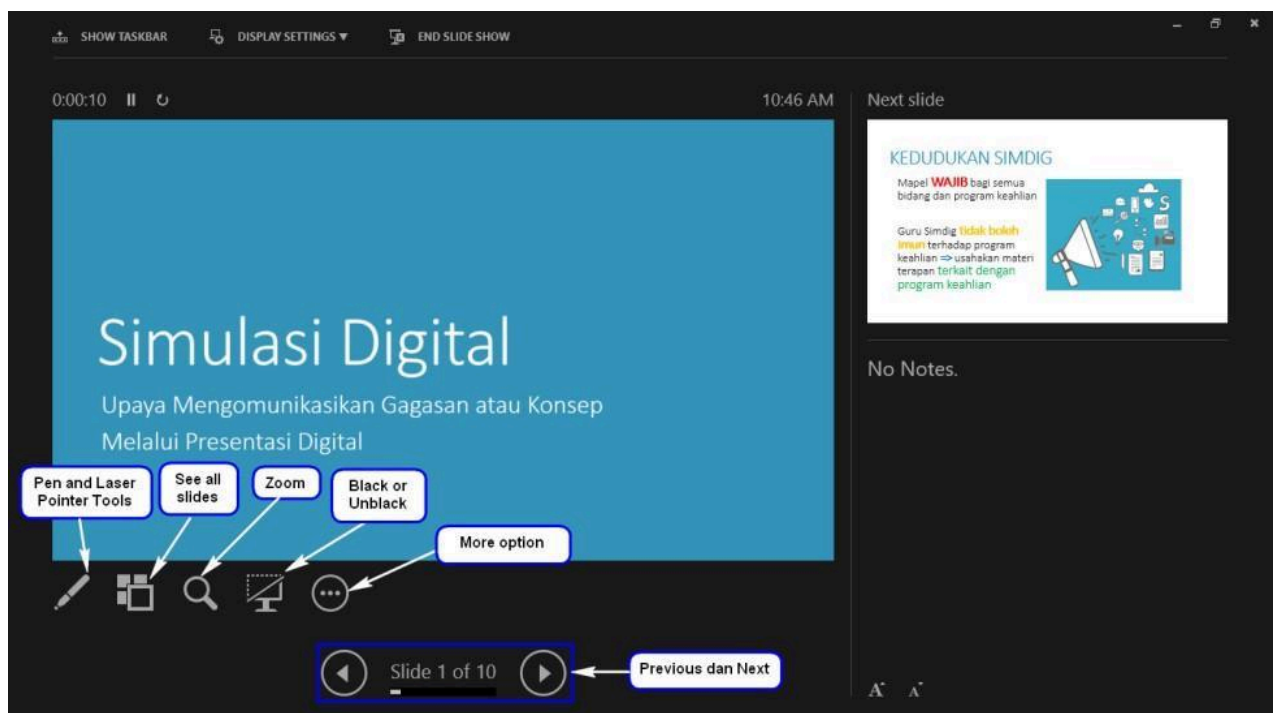 SHOW TASKBAR DISPLAY SETTINGS ▼ END SLIDE SHOW
0:00:10 10:46 AM
Next slide
Simulasi Digital
Upaya Mengomunikasikan Gagasan atau Konsep
Melalui Presentasi Digital
KEDUDUKAN SIMDIG
Mapel WAJIB bagi semua
bidang dan program keahlian
Guru Simdig tidak boleh
imun terhadap program
keahlian => usahakan materi
terapan terkait dengan
program keahlian
S
No Notes.
Pen and Laser
Pointer Tools
See all
slides
Zoom
Black or
Unblack
More option
Slide 1 of 10
Previous dan Next
A A